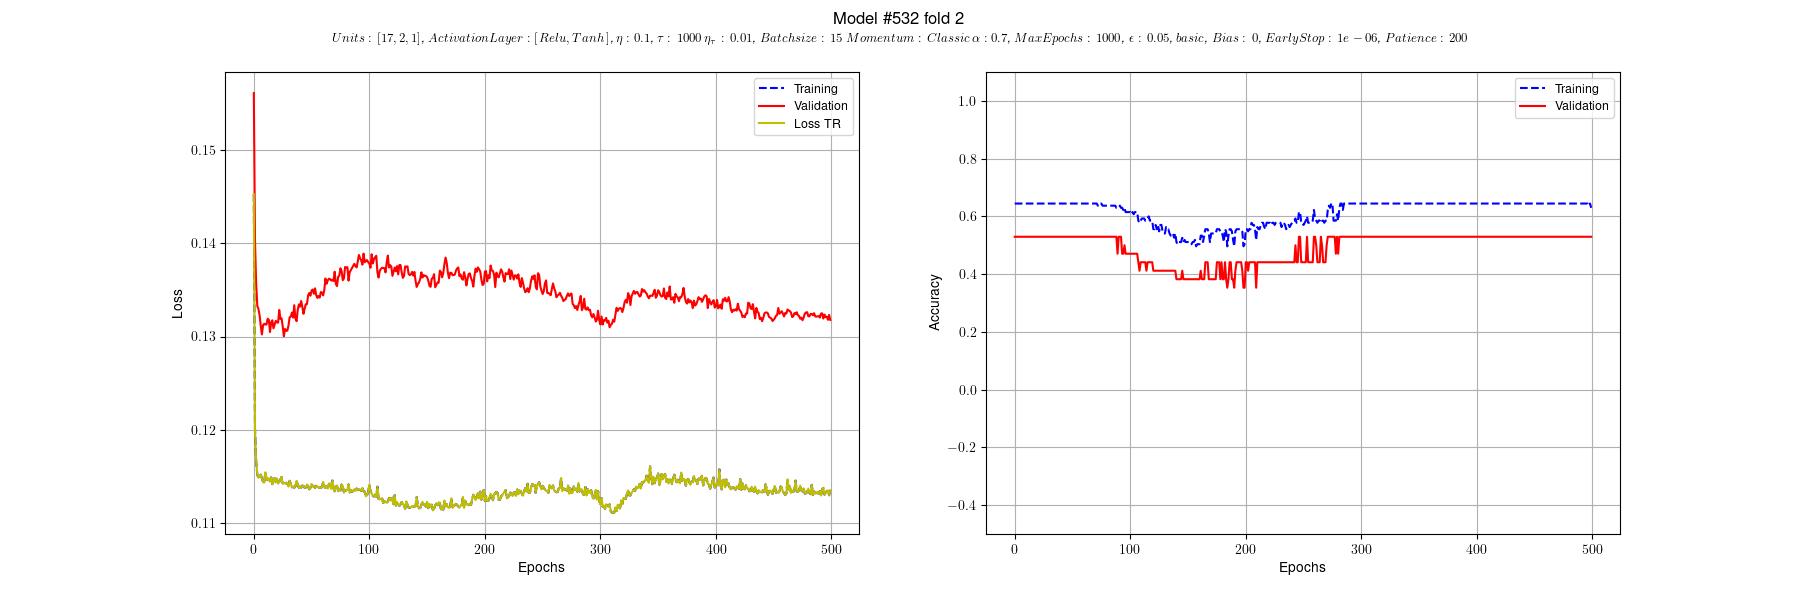 Model #532 fold 2
Units : [17, 2, 1], ActivationLayer : [Relu, Tanh], η : 0.1, τ : 1000 ητ : 0.01, Batchsize : 15 Momentum : Classic α : 0.7, MaxEpochs : 1000, ϵ : 0.05, basic, Bias : 0, EarlyStop : 1e − 06, Patience : 200
Training
Validation
Loss TR
Loss
0.15
0.14
0.13
0.12
0.11
0 100 200 300 400 500
Epochs
Training
Validation
Accuracy
1.0
0.8
0.6
0.4
0.2
0.0
−0.2
−0.4
0 100 200 300 400 500
Epochs